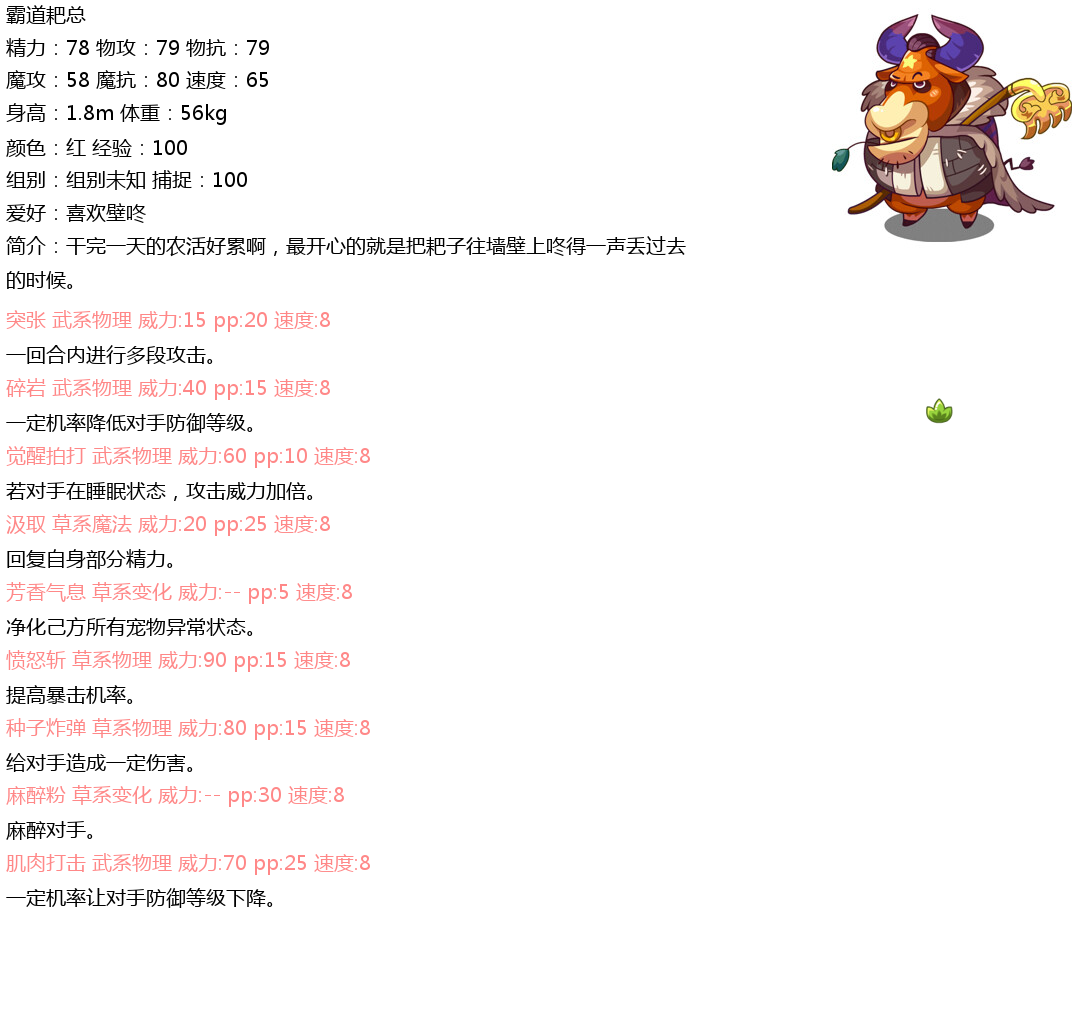 霸道耙总
精力：78 物攻：79 物抗：79
魔攻：58 魔抗：80 速度：65
身高：1.8m 体重：56kg
颜色：红 经验：100
组别：组别未知 捕捉：100
爱好：喜欢壁咚
简介：干完一天的农活好累啊，最开心的就是把耙子往墙壁上咚得一声丢过去
的时候。
突张 武系物理 威力:15 pp:20 速度:8
一回合内进行多段攻击。
碎岩 武系物理 威力:40 pp:15 速度:8
一定机率降低对手防御等级。
觉醒拍打 武系物理 威力:60 pp:10 速度:8
若对手在睡眠状态，攻击威力加倍。
汲取 草系魔法 威力:20 pp:25 速度:8
回复自身部分精力。
芳香气息 草系变化 威力:-- pp:5 速度:8
净化己方所有宠物异常状态。
愤怒斩 草系物理 威力:90 pp:15 速度:8
提高暴击机率。
种子炸弹 草系物理 威力:80 pp:15 速度:8
给对手造成一定伤害。
麻醉粉 草系变化 威力:-- pp:30 速度:8
麻醉对手。
肌肉打击 武系物理 威力:70 pp:25 速度:8
一定机率让对手防御等级下降。